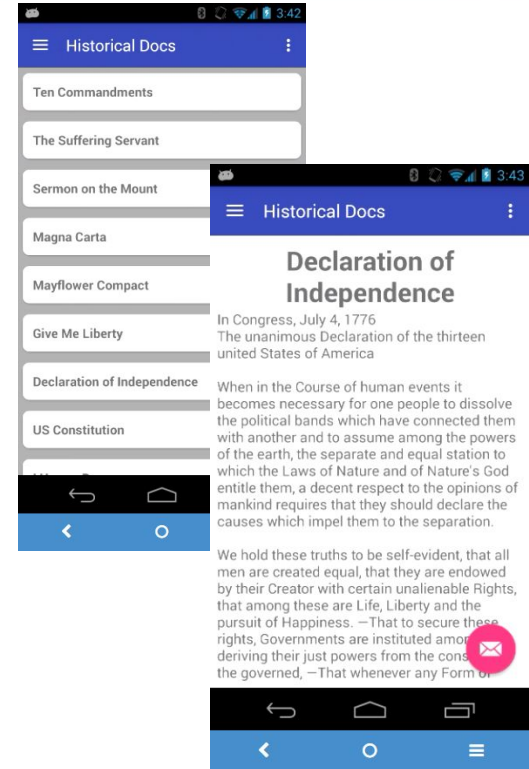 3:42
Historical Docs
Ten Commandments
The Suffering Servant
Sermon on the Mount
Magna Carta
Mayflower Compact
Give Me Liberty
Declaration of Independence
US Constitution
3:43
Historical Docs
Declaration of
Independence
In Congress, July 4, 1776
The unanimous Declaration of the thirteen
united States of America
When in the Course of human events it
becomes necessary for one people to dissolve
the political bands which have connected them
with another and to assume among the powers
of the earth, the separate and equal station to
which the Laws of Nature and of Nature's God
entitle them, a decent respect to the opinions of
mankind requires that they should declare the
causes which impel them to the separation.
We hold these truths to be self-evident, that all
men are created equal, that they are endowed
by their Creator with certain unalienable Rights,
that among these are Life, Liberty and the
pursuit of Happiness. —That to secure these
rights, Governments are instituted
deriving their just powers from the
the governed, —That whenever any Form of